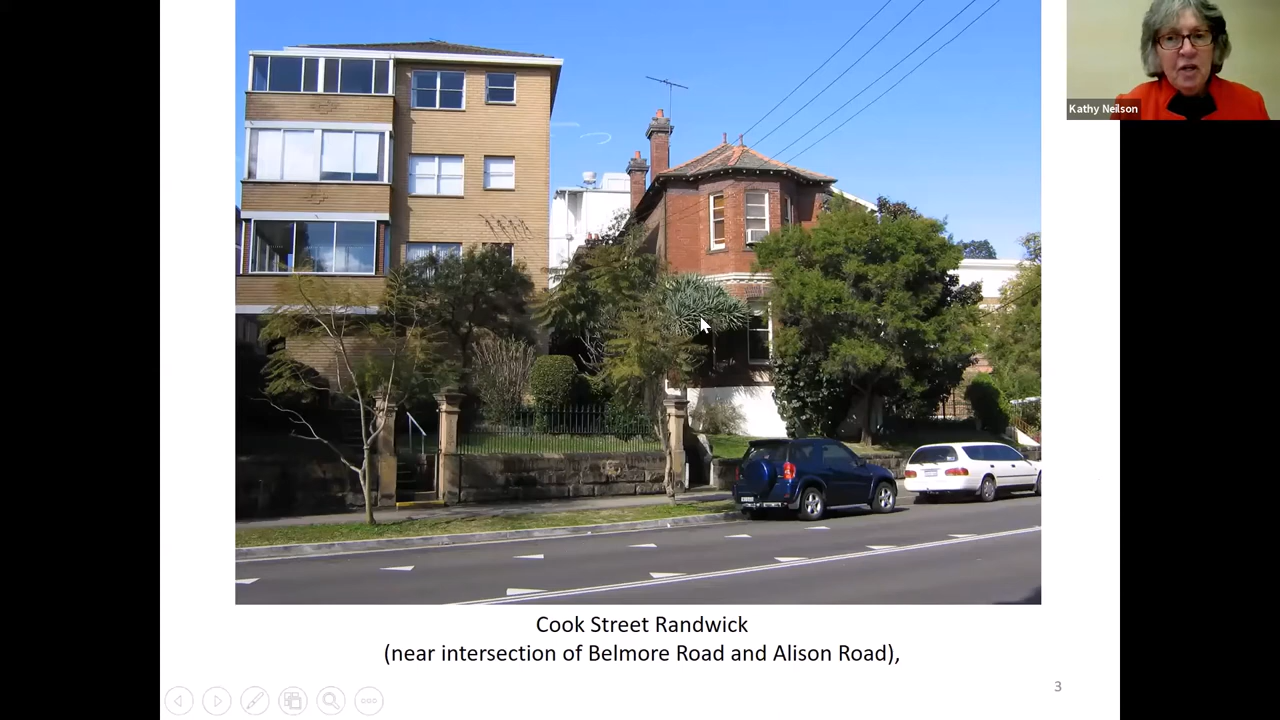 Kathy Neilson
Cook Street Randwick
(near intersection of Belmore Road and Alison Road),
3